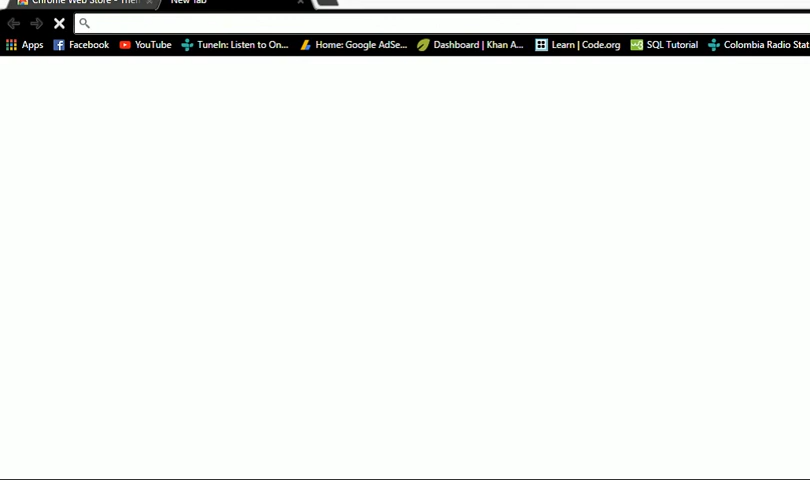 Chrome Web Store - Then
New Tab
Apps Facebook YouTube TuneIn: Listen to On... Home: Google AdSe... Dashboard | Khan A... Learn | Code.org SQL Tutorial Colombia Radio Stat